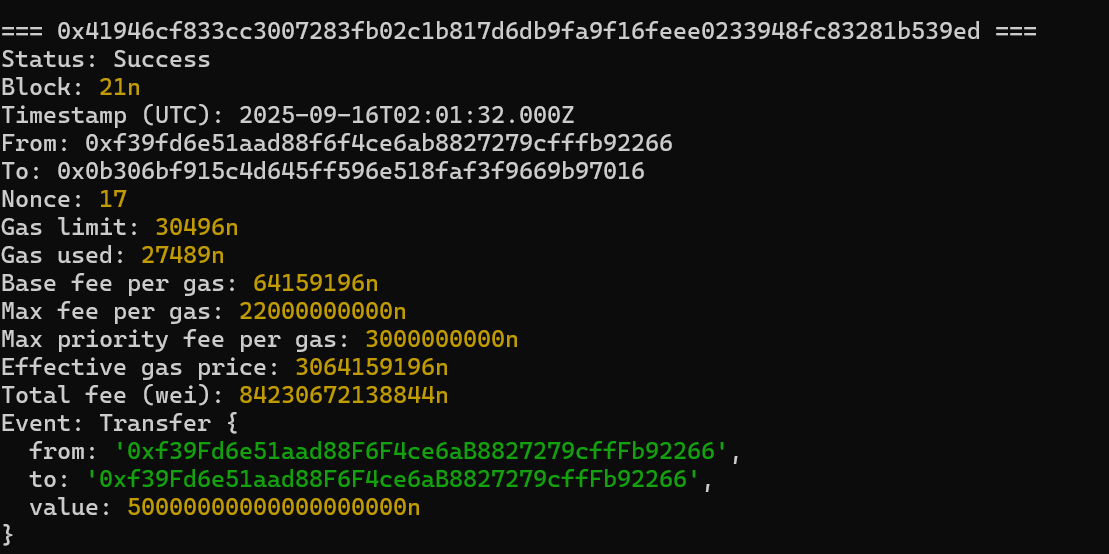 === 0x41946cf833cc3007283fb02c1b817d6db9fa9f16feee0233948fc83281b539ed ===
Status: Success
Block: 21n
Timestamp (UTC): 2025-09-16T02:01:32.000Z
From: 0xf39fd6e51aad88f6f4ce6ab8827279cfffb92266
To: 0x0b306bf915c4d645ff596e518faf3f9669b97016
Nonce: 17
Gas limit: 30496n
Gas used: 27489n
Base fee per gas: 64159196n
Max fee per gas: 22000000000n
Max priority fee per gas: 3000000000n
Effective gas price: 3064159196n
Total fee (wei): 84230672138844n
Event: Transfer {
  from: '0xf39Fd6e51aad88F6F4ce6aB8827279cffFb92266',
  to: '0xf39Fd6e51aad88F6F4ce6aB8827279cffFb92266',
  value: 50000000000000000000n
}